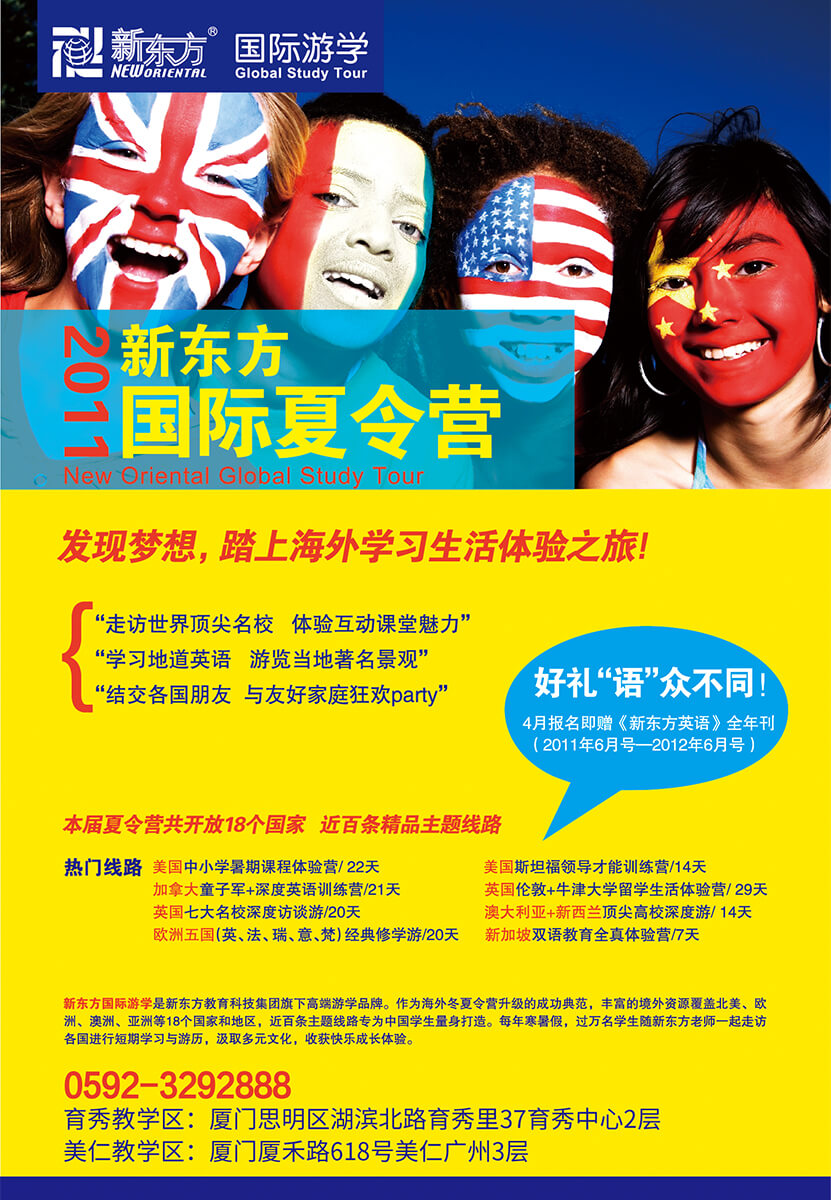 新东方® 国际游学
NEW ORIENTAL Global Study Tour
2011
新东方
国际夏令营
New Oriental Global Study Tour
发现梦想，踏上海外学习生活体验之旅！
“走访世界顶尖名校 体验互动课堂魅力”
“学习地道英语 游览当地著名景观”
“结交各国朋友 与友好家庭狂欢party”
好礼“语”众不同！
4月报名即赠《新东方英语》全年刊
（2011年6月号—2012年6月号）
本届夏令营共开放18个国家 近百条精品主题线路
热门线路
美国中小学暑期课程体验营/ 22天
加拿大童子军+深度英语训练营/21天
英国七大名校深度访谈游/20天
欧洲五国（英、法、瑞、意、梵）经典修学游/20天
美国斯坦福领导才能训练营/14天
英国伦敦+牛津大学留学生活体验营/ 29天
澳大利亚+新西兰顶尖高校深度游/ 14天
新加坡双语教育全真体验营/7天
新东方国际游学是新东方教育科技集团旗下高端游学品牌。作为海外冬夏令营升级的成功典范，丰富的境外资源覆盖北美、欧
洲、澳洲、亚洲等18个国家和地区，近百条主题线路专为中国学生量身打造。每年寒暑假，过万名学生随新东方老师一起走访
各国进行短期学习与游历，汲取多元文化，收获快乐成长体验。
0592-3292888
育秀教学区：厦门思明区湖滨北路育秀里37育秀中心2层
美仁教学区：厦门厦禾路618号美仁广州3层